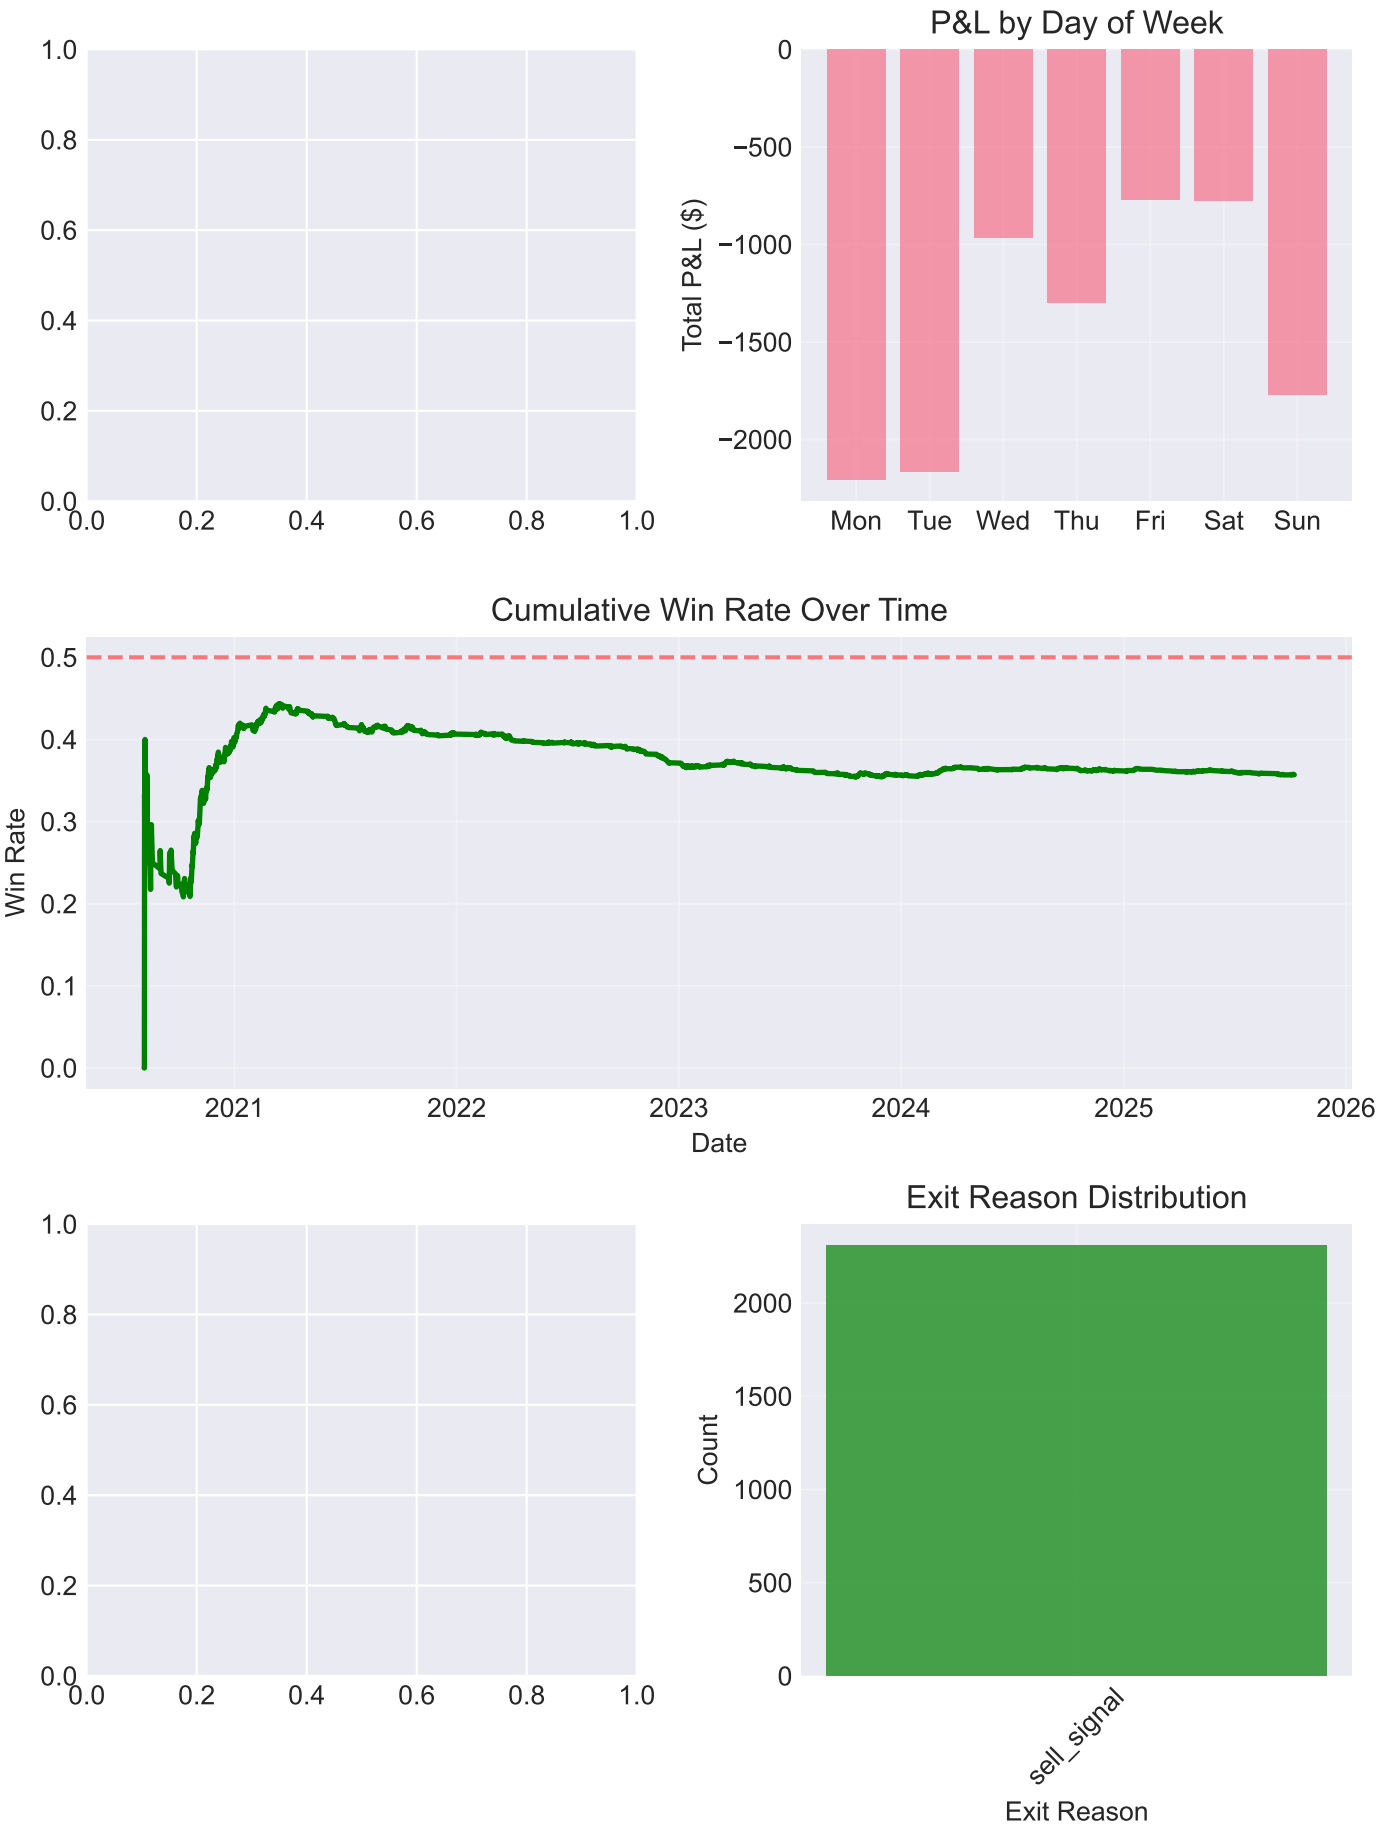 1.0
0.8
0.6
0.4
0.2
0.0
0.0 0.2 0.4 0.6 0.8 1.0
P&L by Day of Week
Total P&L ($)
0
−500
−1000
−1500
−2000
Mon Tue Wed Thu Fri Sat Sun
Cumulative Win Rate Over Time
Win Rate
0.5
0.4
0.3
0.2
0.1
0.0
2021 2022 2023 2024 2025 2026
Date
1.0
0.8
0.6
0.4
0.2
0.0
0.0 0.2 0.4 0.6 0.8 1.0
Exit Reason Distribution
Count
2000
1500
1000
500
0
sell_signal
Exit Reason